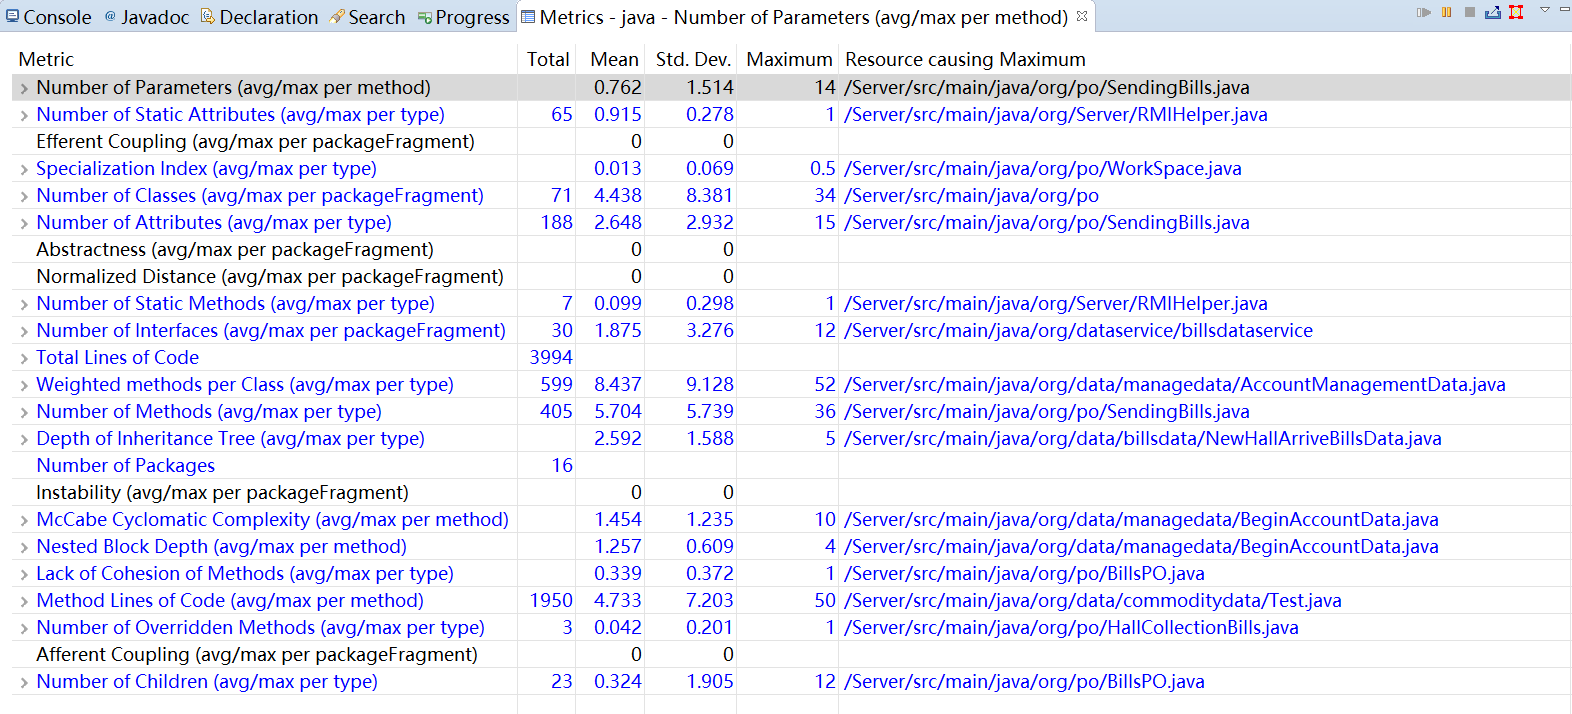 Console @ Javadoc Declaration Search Progress Metrics - java - Number of Parameters (avg/max per method)
Metric Total Mean Std. Dev. Maximum Resource causing Maximum
Number of Parameters (avg/max per method) 0.762 1.514 14 /Server/src/main/java/org/po/SendingBills.java
Number of Static Attributes (avg/max per type) 65 0.915 0.278 1 /Server/src/main/java/org/Server/RMIHelper.java
Efferent Coupling (avg/max per packageFragment) 0 0
Specialization Index (avg/max per type) 0.013 0.069 0.5 /Server/src/main/java/org/po/WorkSpace.java
Number of Classes (avg/max per packageFragment) 71 4.438 8.381 34 /Server/src/main/java/org/po
Number of Attributes (avg/max per type) 188 2.648 2.932 15 /Server/src/main/java/org/po/SendingBills.java
Abstractness (avg/max per packageFragment) 0 0
Normalized Distance (avg/max per packageFragment) 0 0
Number of Static Methods (avg/max per type) 7 0.099 0.298 1 /Server/src/main/java/org/Server/RMIHelper.java
Number of Interfaces (avg/max per packageFragment) 30 1.875 3.276 12 /Server/src/main/java/org/dataservice/billsdataservice
Total Lines of Code 3994
Weighted methods per Class (avg/max per type) 599 8.437 9.128 52 /Server/src/main/java/org/data/managedata/AccountManagementData.java
Number of Methods (avg/max per type) 405 5.704 5.739 36 /Server/src/main/java/org/po/SendingBills.java
Depth of Inheritance Tree (avg/max per type) 2.592 1.588 5 /Server/src/main/java/org/data/billsdata/NewHallArriveBillsData.java
Number of Packages 16
Instability (avg/max per packageFragment) 0 0
McCabe Cyclomatic Complexity (avg/max per method) 1.454 1.235 10 /Server/src/main/java/org/data/managedata/BeginAccountData.java
Nested Block Depth (avg/max per method) 1.257 0.609 4 /Server/src/main/java/org/data/managedata/BeginAccountData.java
Lack of Cohesion of Methods (avg/max per type) 0.339 0.372 1 /Server/src/main/java/org/po/BillsPO.java
Method Lines of Code (avg/max per method) 1950 4.733 7.203 50 /Server/src/main/java/org/data/commoditydata/Test.java
Number of Overridden Methods (avg/max per type) 3 0.042 0.201 1 /Server/src/main/java/org/po/HallCollectionBills.java
Afferent Coupling (avg/max per packageFragment) 0 0
Number of Children (avg/max per type) 23 0.324 1.905 12 /Server/src/main/java/org/po/BillsPO.java